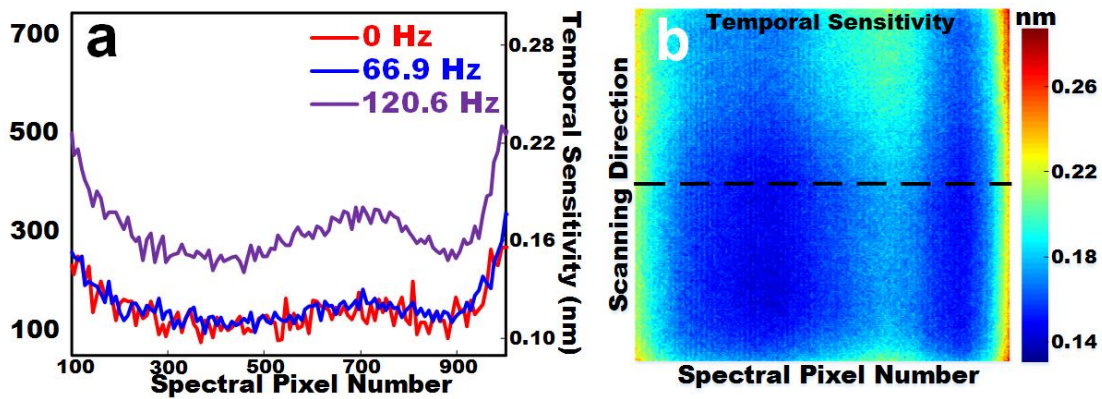 a
700
500
300
100
0 Hz
66.9 Hz
120.6 Hz
0.28
0.22
0.16
0.10
Temporal Sensitivity (nm)
100 300 500 700 900
Spectral Pixel Number
b
Temporal Sensitivity
Scanning Direction
Spectral Pixel Number
nm
0.26
0.22
0.18
0.14